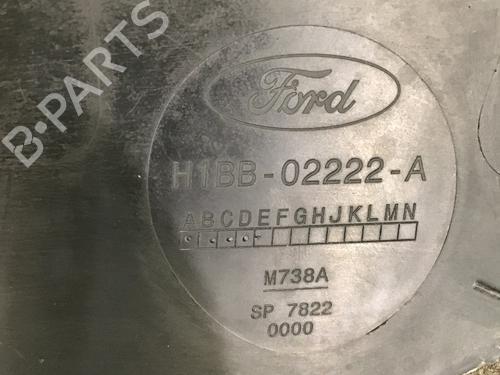 B-PARTS
Ford
H1BB-02222-A
ABCDEFGHJKLMN
M738A
SP 7822
0000